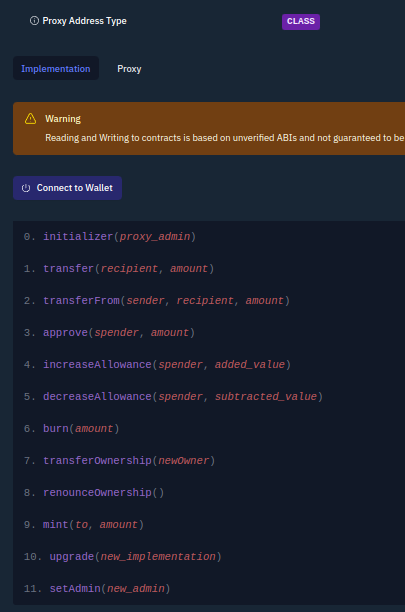 Proxy Address Type CLASS
Implementation Proxy
Warning
Reading and Writing to contracts is based on unverified ABIs and not guaranteed to be
Connect to Wallet
0. initializer(proxy_admin)
1. transfer(recipient, amount)
2. transferFrom(sender, recipient, amount)
3. approve(spender, amount)
4. increaseAllowance(spender, added_value)
5. decreaseAllowance(spender, subtracted_value)
6. burn(amount)
7. transferOwnership(newOwner)
8. renounceOwnership()
9. mint(to, amount)
10. upgrade(new_implementation)
11. setAdmin(new_admin)